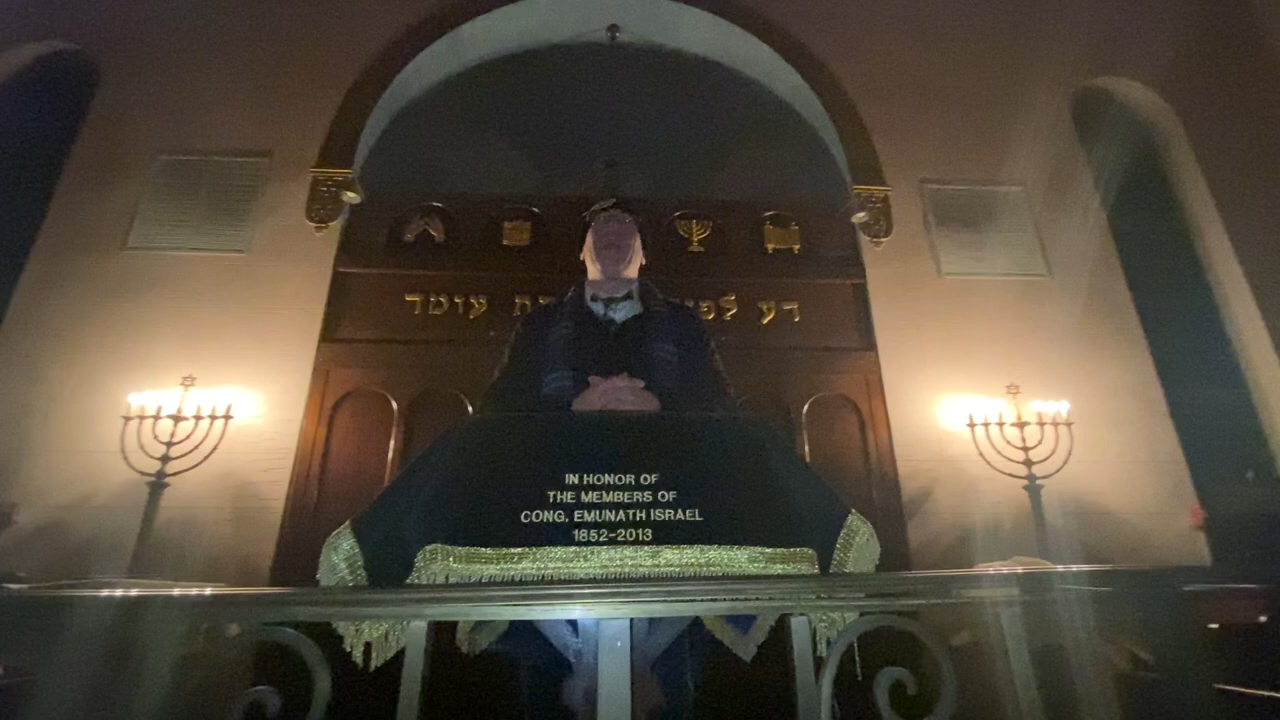 דע עומד
IN HONOR OF
THE MEMBERS OF
CONG. EMUNATH ISRAEL
1852-2013